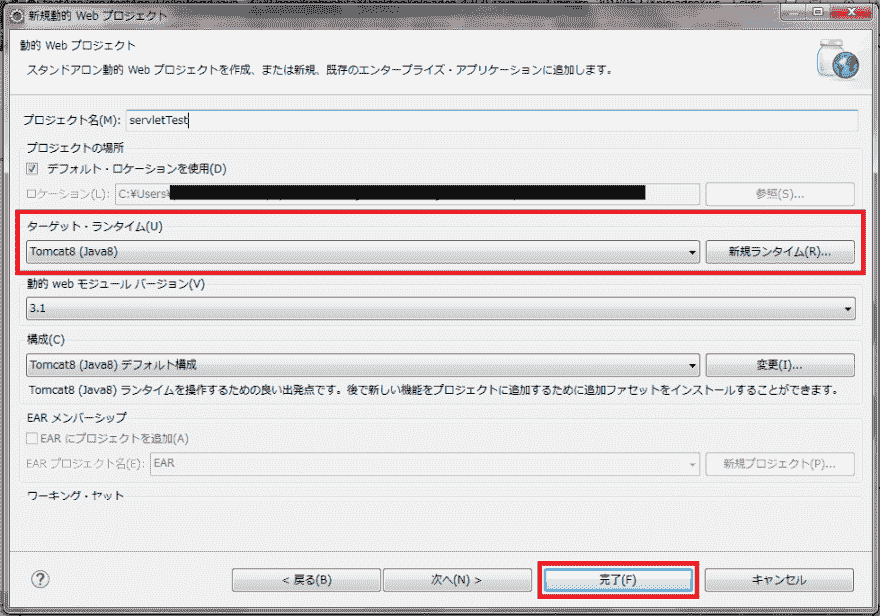 新規動的 Web プロジェクト
動的 Web プロジェクト
スタンドアロン動的 Web プロジェクトを作成、または新規、既存のエンタープライズ・アプリケーションに追加します。
プロジェクト名(M): servletTest
プロジェクトの場所
デフォルト・ロケーションを使用(D)
ロケーション(L): C:¥Users¥ 参照(S)...
ターゲット・ランタイム(U)
Tomcat8 (Java8) 新規ランタイム(R)...
動的 web モジュール バージョン(V)
3.1
構成(C)
Tomcat8 (Java8) デフォルト構成 変更(I)...
Tomcat8 (Java8) ランタイムを操作するための良い出発点です。後で新しい機能をプロジェクトに追加するために追加ファセットをインストールすることができます。
EAR メンバーシップ
EAR にプロジェクトを追加(A)
EAR プロジェクト名(E): EAR 新規プロジェクト(P)...
ワーキング・セット
? < 戻る(B) 次へ(N) > 完了(F) キャンセル